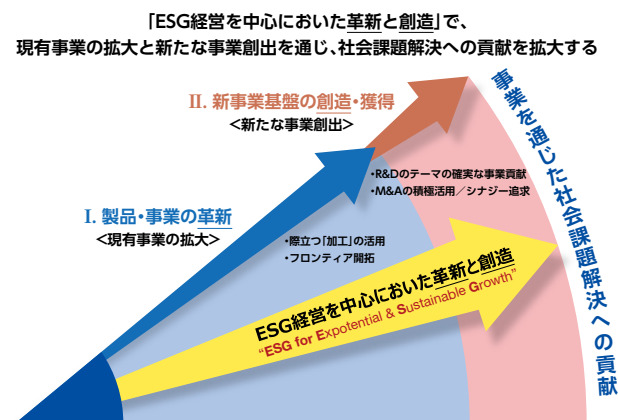 「ESG経営を中心においた革新と創造」で、
現有事業の拡大と新たな事業創出を通じ、社会課題解決への貢献を拡大する
II. 新事業基盤の創造・獲得
＜新たな事業創出＞
・R&Dのテーマの確実な事業貢献
・M&Aの積極活用／シナジー追求
I. 製品・事業の革新
＜現有事業の拡大＞
・際立つ「加工」の活用
・フロンティア開拓
ESG経営を中心においた革新と創造
“ESG for Expotential & Sustainable Growth”
事業を通じた社会課題解決への貢献